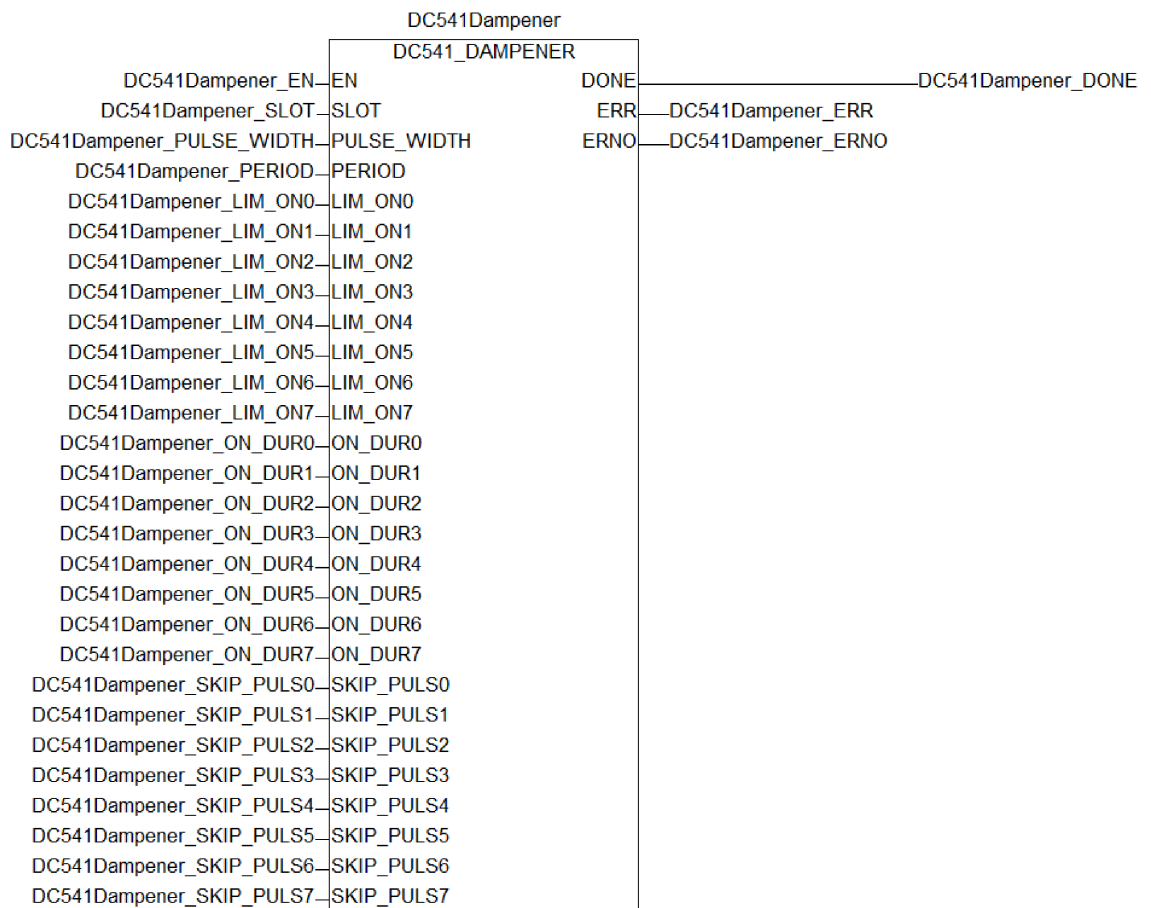 DC541Dampener
DC541_DAMPENER
DC541Dampener_EN EN DONE DC541Dampener_DONE
DC541Dampener_SLOT SLOT ERR DC541Dampener_ERR
DC541Dampener_PULSE_WIDTH PULSE_WIDTH ERNO DC541Dampener_ERNO
DC541Dampener_PERIOD PERIOD
DC541Dampener_LIM_ON0 LIM_ON0
DC541Dampener_LIM_ON1 LIM_ON1
DC541Dampener_LIM_ON2 LIM_ON2
DC541Dampener_LIM_ON3 LIM_ON3
DC541Dampener_LIM_ON4 LIM_ON4
DC541Dampener_LIM_ON5 LIM_ON5
DC541Dampener_LIM_ON6 LIM_ON6
DC541Dampener_LIM_ON7 LIM_ON7
DC541Dampener_ON_DUR0 ON_DUR0
DC541Dampener_ON_DUR1 ON_DUR1
DC541Dampener_ON_DUR2 ON_DUR2
DC541Dampener_ON_DUR3 ON_DUR3
DC541Dampener_ON_DUR4 ON_DUR4
DC541Dampener_ON_DUR5 ON_DUR5
DC541Dampener_ON_DUR6 ON_DUR6
DC541Dampener_ON_DUR7 ON_DUR7
DC541Dampener_SKIP_PULS0 SKIP_PULS0
DC541Dampener_SKIP_PULS1 SKIP_PULS1
DC541Dampener_SKIP_PULS2 SKIP_PULS2
DC541Dampener_SKIP_PULS3 SKIP_PULS3
DC541Dampener_SKIP_PULS4 SKIP_PULS4
DC541Dampener_SKIP_PULS5 SKIP_PULS5
DC541Dampener_SKIP_PULS6 SKIP_PULS6
DC541Dampener_SKIP_PULS7 SKIP_PULS7